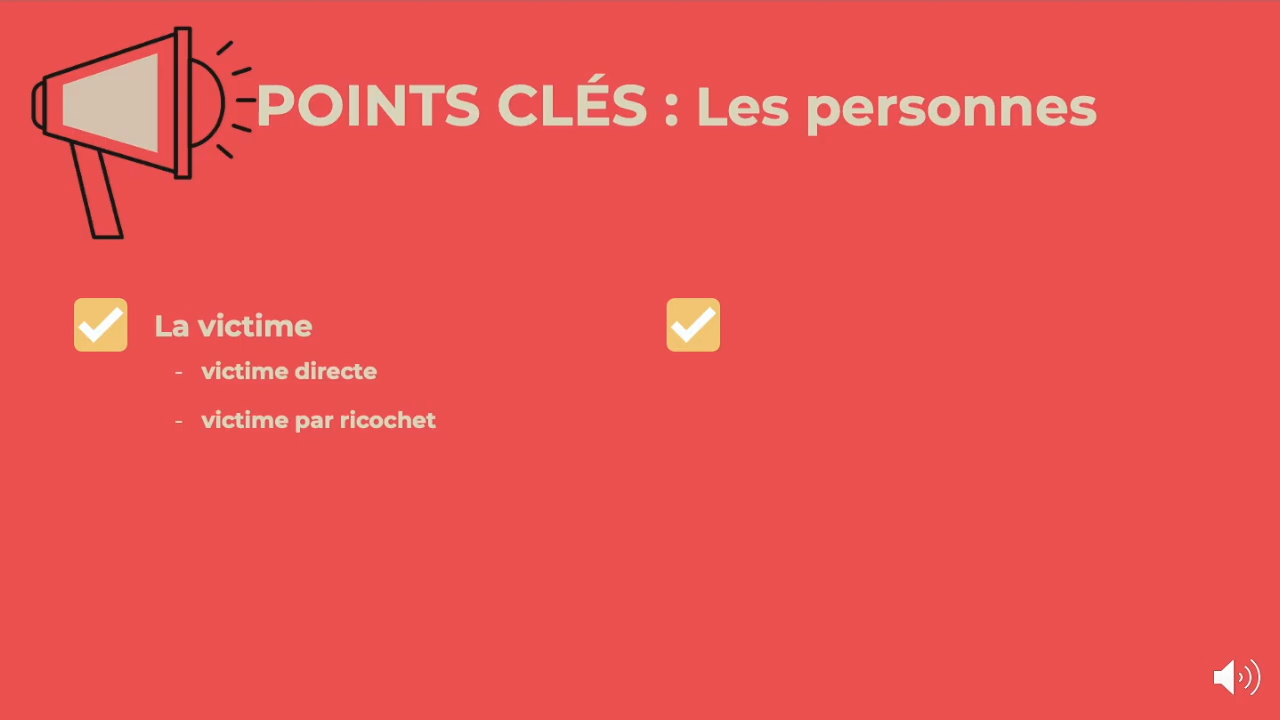 POINTS CLÉS : Les personnes
La victime
- victime directe
- victime par ricochet